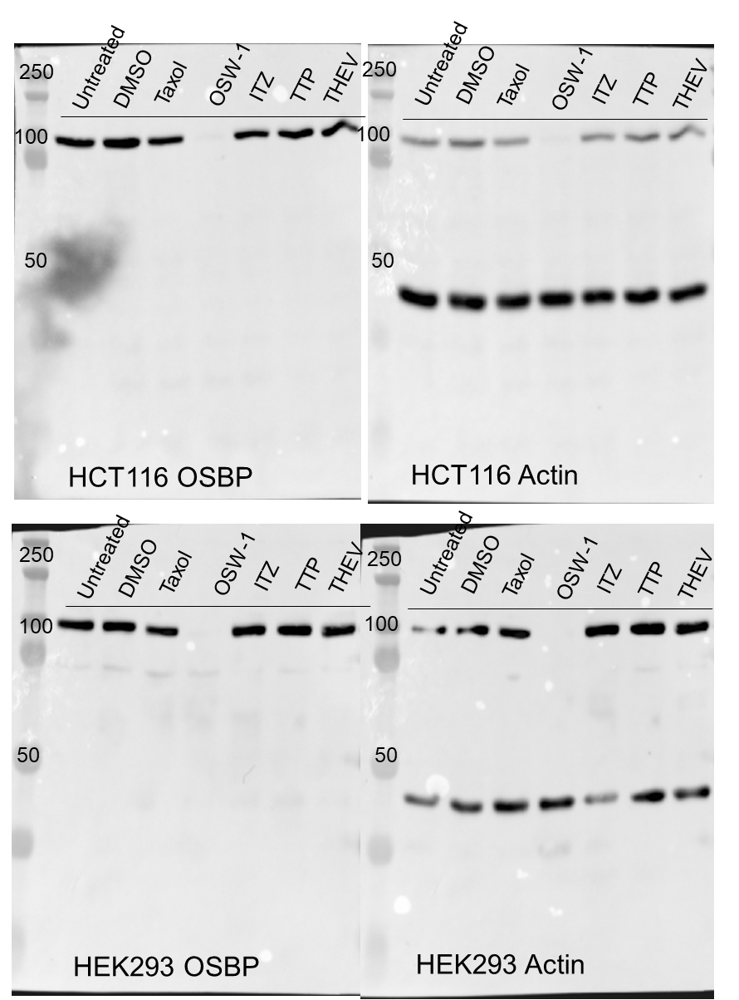 250
Untreated
DMSO
Taxol
OSW-1
ITZ
TTP
THEV
100
50
HCT116 OSBP
250
Untreated
DMSO
Taxol
OSW-1
ITZ
TTP
THEV
100
50
HCT116 Actin
250
Untreated
DMSO
Taxol
OSW-1
ITZ
TTP
THEV
100
50
HEK293 OSBP
250
Untreated
DMSO
Taxol
OSW-1
ITZ
TTP
THEV
100
50
HEK293 Actin